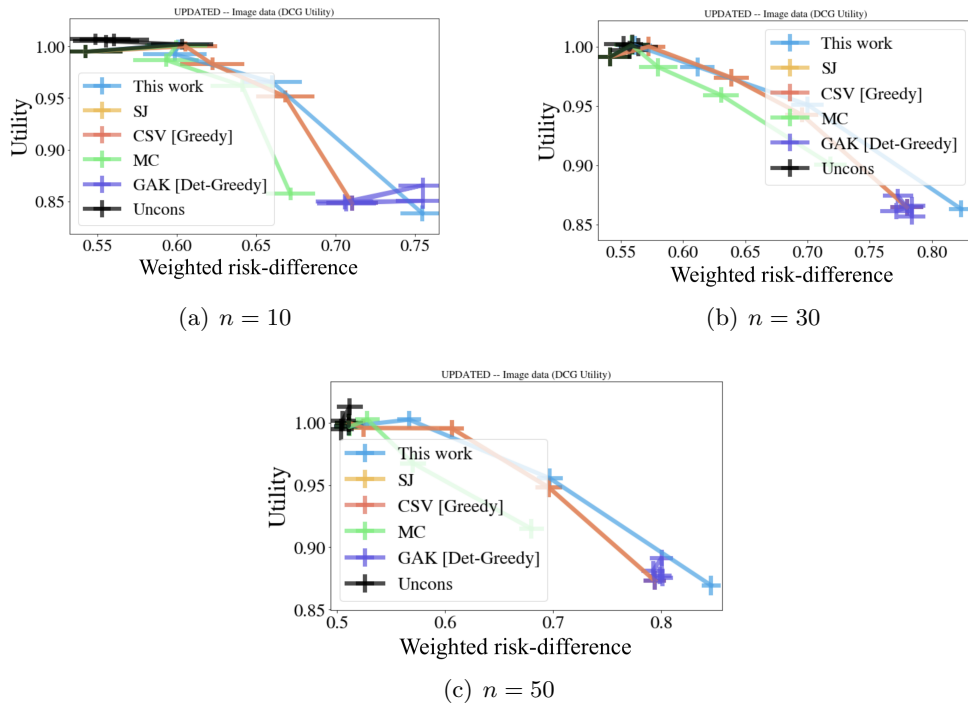 UPDATED -- Image data (DCG Utility)
1.00
0.95
0.90
0.85
Utility
This work
SJ
CSV [Greedy]
MC
GAK [Det-Greedy]
Uncons
0.55 0.60 0.65 0.70 0.75
Weighted risk-difference
(a) n = 10
UPDATED -- Image data (DCG Utility)
1.00
0.95
0.90
0.85
Utility
This work
SJ
CSV [Greedy]
MC
GAK [Det-Greedy]
Uncons
0.55 0.60 0.65 0.70 0.75 0.80
Weighted risk-difference
(b) n = 30
UPDATED -- Image data (DCG Utility)
1.00
0.95
0.90
0.85
Utility
This work
SJ
CSV [Greedy]
MC
GAK [Det-Greedy]
Uncons
0.5 0.6 0.7 0.8
Weighted risk-difference
(c) n = 50